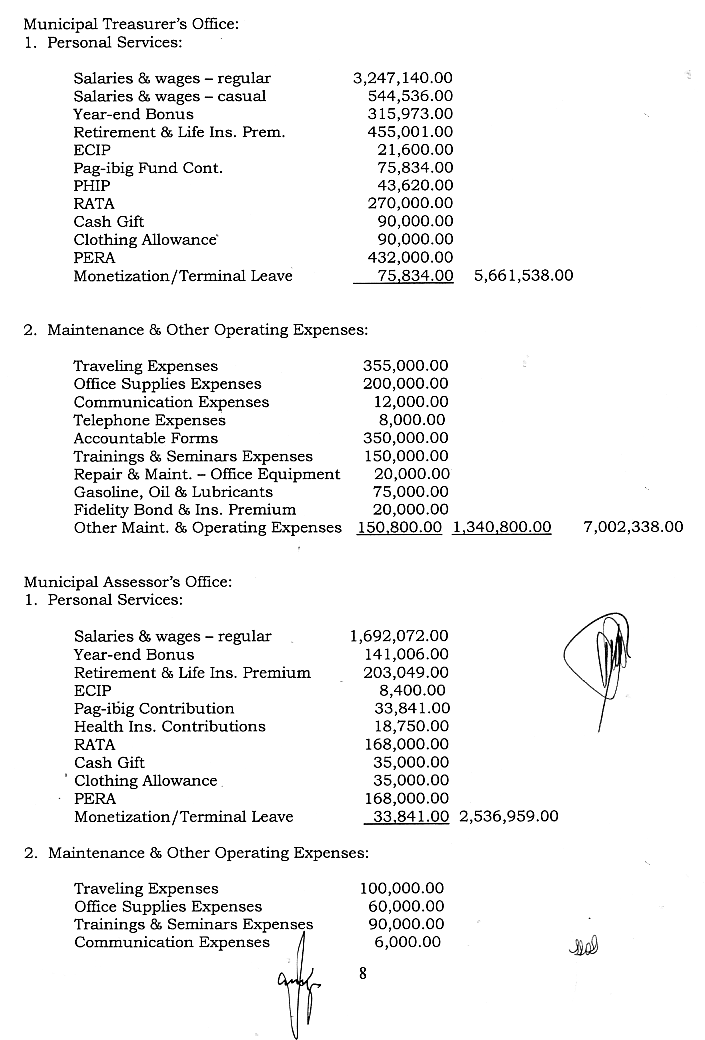 Municipal Treasurer's Office:
1. Personal Services:
Salaries & wages – regular 3,247,140.00
Salaries & wages – casual 544,536.00
Year-end Bonus 315,973.00
Retirement & Life Ins. Prem. 455,001.00
ECIP 21,600.00
Pag-ibig Fund Cont. 75,834.00
PHIP 43,620.00
RATA 270,000.00
Cash Gift 90,000.00
Clothing Allowance 90,000.00
PERA 432,000.00
Monetization/Terminal Leave 75,834.00 5,661,538.00
2. Maintenance & Other Operating Expenses:
Traveling Expenses 355,000.00
Office Supplies Expenses 200,000.00
Communication Expenses 12,000.00
Telephone Expenses 8,000.00
Accountable Forms 350,000.00
Trainings & Seminars Expenses 150,000.00
Repair & Maint. – Office Equipment 20,000.00
Gasoline, Oil & Lubricants 75,000.00
Fidelity Bond & Ins. Premium 20,000.00
Other Maint. & Operating Expenses 150,800.00 1,340,800.00 7,002,338.00
Municipal Assessor's Office:
1. Personal Services:
Salaries & wages – regular 1,692,072.00
Year-end Bonus 141,006.00
Retirement & Life Ins. Premium 203,049.00
ECIP 8,400.00
Pag-ibig Contribution 33,841.00
Health Ins. Contributions 18,750.00
RATA 168,000.00
Cash Gift 35,000.00
Clothing Allowance 35,000.00
PERA 168,000.00
Monetization/Terminal Leave 33,841.00 2,536,959.00
2. Maintenance & Other Operating Expenses:
Traveling Expenses 100,000.00
Office Supplies Expenses 60,000.00
Trainings & Seminars Expenses 90,000.00
Communication Expenses 6,000.00
8